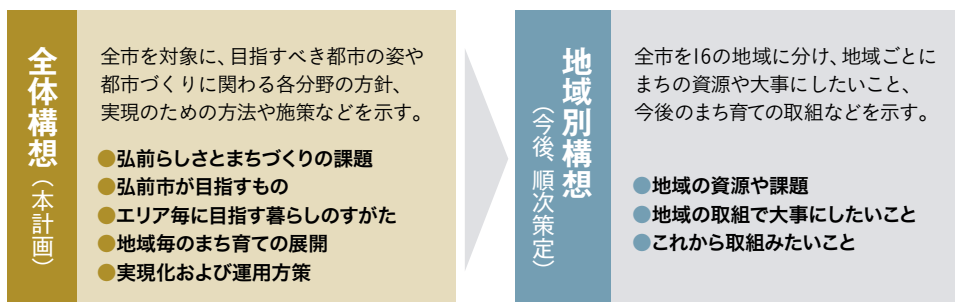 全体構想（本計画）
全市を対象に、目指すべき都市の姿や
都市づくりに関わる各分野の方針、
実現のための方法や施策などを示す。
●弘前らしさとまちづくりの課題
●弘前市が目指すもの
●エリア毎に目指す暮らしのすがた
●地域毎のまち育ての展開
●実現化および運用方策
地域別構想
（今後、順次策定）
全市を16の地域に分け、地域ごとに
まちの資源や大事にしたいこと、
今後のまち育ての取組などを示す。
●地域の資源や課題
●地域の取組で大事にしたいこと
●これから取組みたいこと